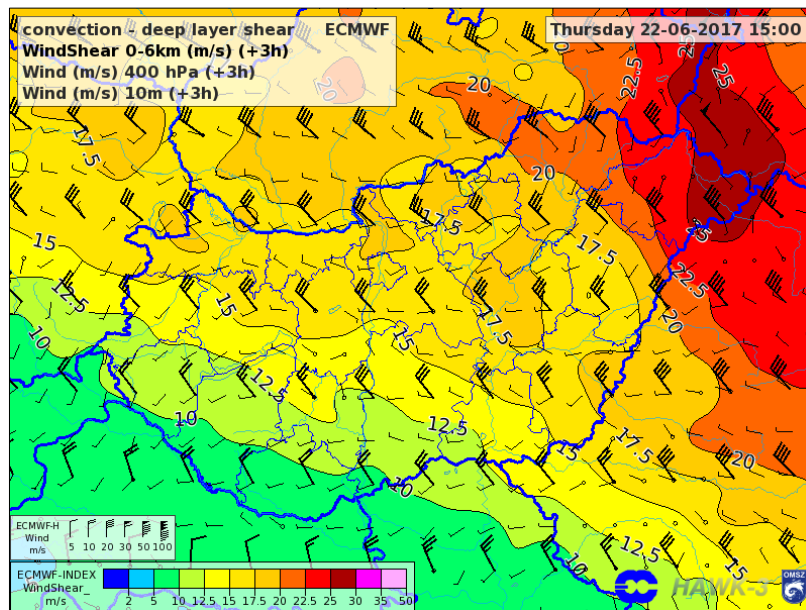 convection - deep layer shear ECMWF
WindShear 0-6km (m/s) (+3h)
Wind (m/s) 400 hPa (+3h)
Wind (m/s) 10m (+3h)
Thursday 22-06-2017 15:00
20
20
22.5
25
17.5
20
17.5
25
15
17.5
22.5
12.5
15
17.5
20
10
15
12.5
10
12.5
17.5
15
20
10
12.5
10
ECMWF-H
Wind
m/s
5 10 20 30 50 100
ECMWF-INDEX
WindShear_
m/s
2 5 10 12.5 15 17.5 20 22.5 25 30 35 50
HAWK-3
OMSZ